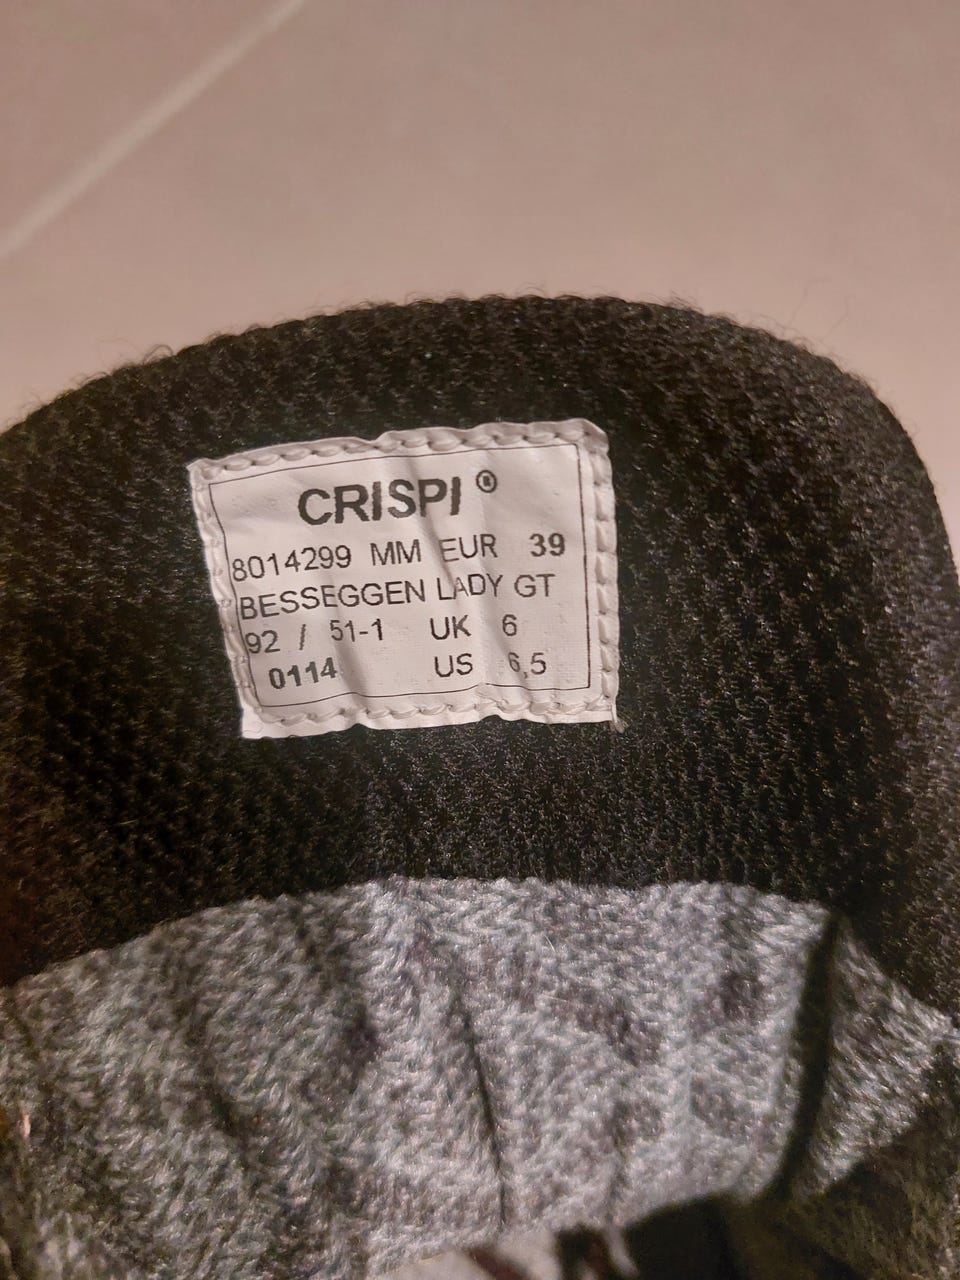 CRISPI ®
8014299 MM EUR 39
BESSEGGEN LADY GT
92 / 51-1 UK 6
0114 US 6,5